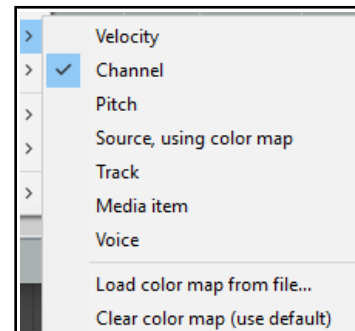 Velocity
Channel
Pitch
Source, using color map
Track
Media item
Voice
Load color map from file...
Clear color map (use default)